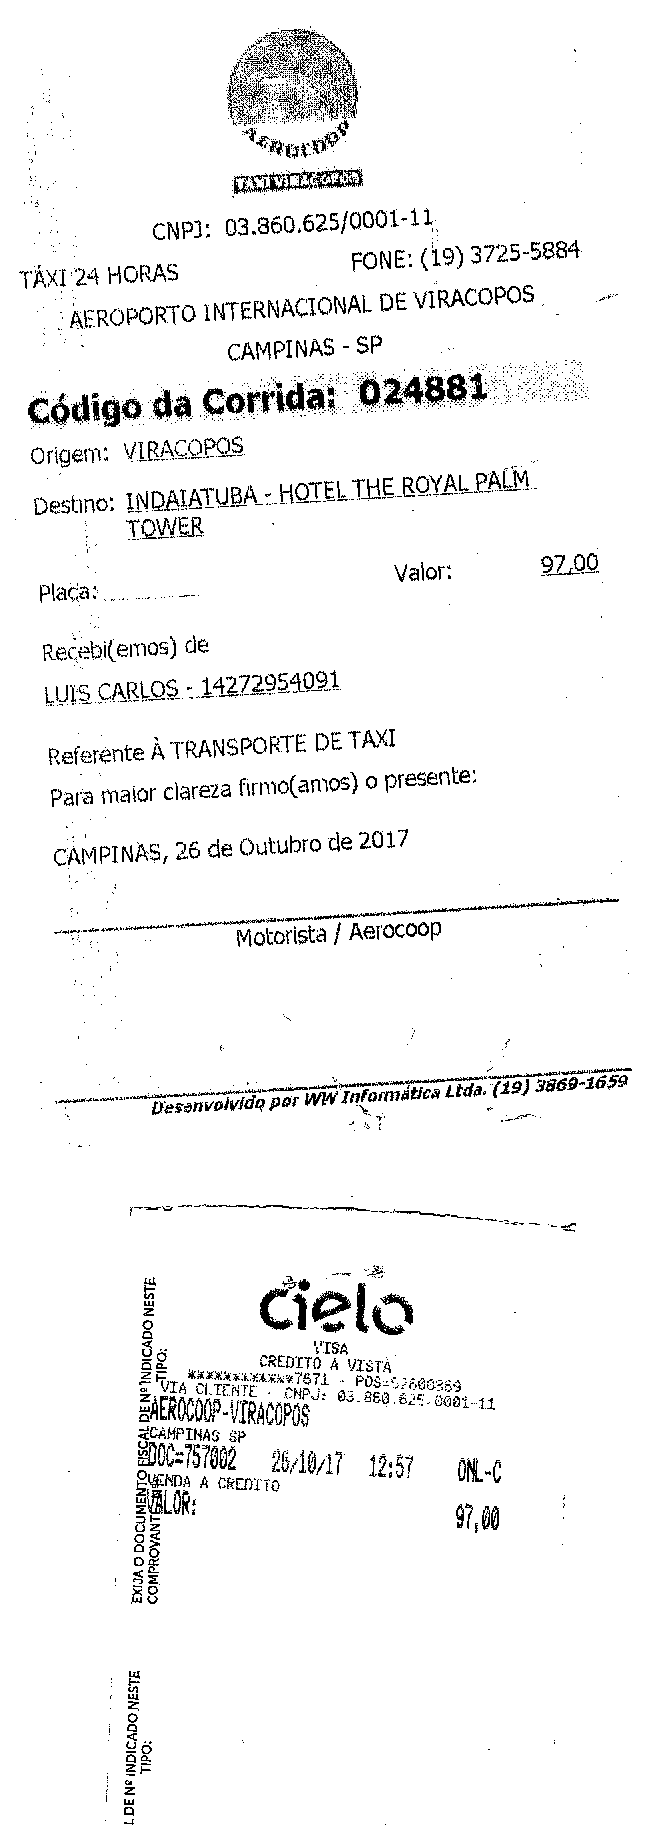 AEROCOOP
TAXI VIRACOPOS
CNPJ: 03.860.625/0001-11
TÁXI 24 HORAS FONE: (19) 3725-5884
AEROPORTO INTERNACIONAL DE VIRACOPOS
CAMPINAS - SP
Código da Corrida: 024881
Origem: VIRACOPOS
Destino: INDAIATUBA - HOTEL THE ROYAL PALM
TOWER
Placa: Valor: 97,00
Recebi(emos) de
LUIS CARLOS - 14272954091
Referente À TRANSPORTE DE TAXI
Para maior clareza firmo(amos) o presente:
CAMPINAS, 26 de Outubro de 2017
Motorista / Aerocoop
Desenvolvido por WW Informática Ltda. (19) 3869-1659
cielo
VISA
CREDITO A VISTA
************7671 - POS=
VIA CLIENTE - CNPJ: 03.860.625.0001-11
AEROCOOP-VIRACOPOS
CAMPINAS SP
DOC=757002 26/10/17 12:57 ONL-C
VENDA A CREDITO
VALOR: 97,00
EXIJA O DOCUMENTO FISCAL DE Nº INDICADO NESTE
COMPROVANT TIPO:
L DE Nº INDICADO NESTE
TIPO: